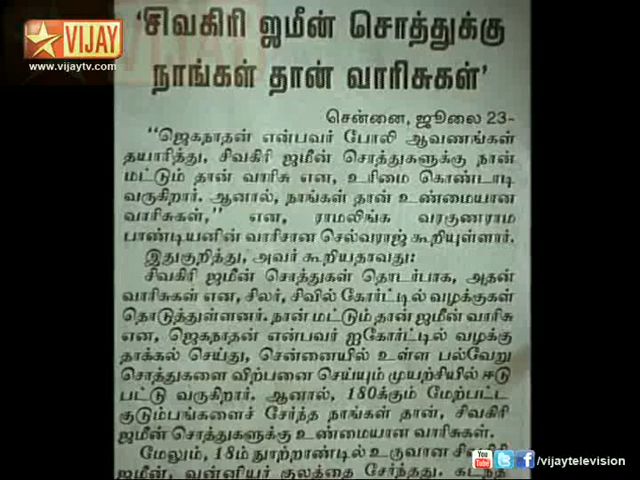 VIJAY
www.vijaytv.com
'சிவகிரி ஜமீன் சொத்துக்கு
நாங்கள் தான் வாரிசுகள்'
சென்னை, ஜூலை 23-
"ஜெகநாதன் என்பவர் போலி ஆவணங்கள்
தயாரித்து, சிவகிரி ஜமீன் சொத்துகளுக்கு நான்
மட்டும் தான் வாரிசு என, உரிமை கொண்டாடி
வருகிறார். ஆனால், நாங்கள் தான் உண்மையான
வாரிசுகள்," என, ராமலிங்க வரகுணராம
பாண்டியனின் வாரிசான செல்வராஜ் கூறியுள்ளார்.
இதுகுறித்து, அவர் கூறியதாவது:
சிவகிரி ஜமீன் சொத்துகள் தொடர்பாக, அதன்
வாரிசுகள் என, சிலர், சிவில் கோர்ட்டில் வழக்குகள்
தொடுத்துள்ளனர். நான் மட்டும் தான் ஜமீன் வாரிசு
என, ஜெகநாதன் என்பவர் ஐகோர்ட்டில் வழக்கு
தாக்கல் செய்து, சென்னையில் உள்ள பல்வேறு
சொத்துகளை விற்பனை செய்யும் முயற்சியில் ஈடு
பட்டு வருகிறார். ஆனால், 180க்கும் மேற்பட்ட
குடும்பங்களைச் சேர்ந்த நாங்கள் தான், சிவகிரி
ஜமீன் சொத்துகளுக்கு உண்மையான வாரிசுகள்.
மேலும், 18ம் நூற்றாண்டில் உருவான சிவகிரி
ஜமீன், வன்னியர் குலத்தை சேர்ந்தது. கடந்த
You Tube /vijaytelevision